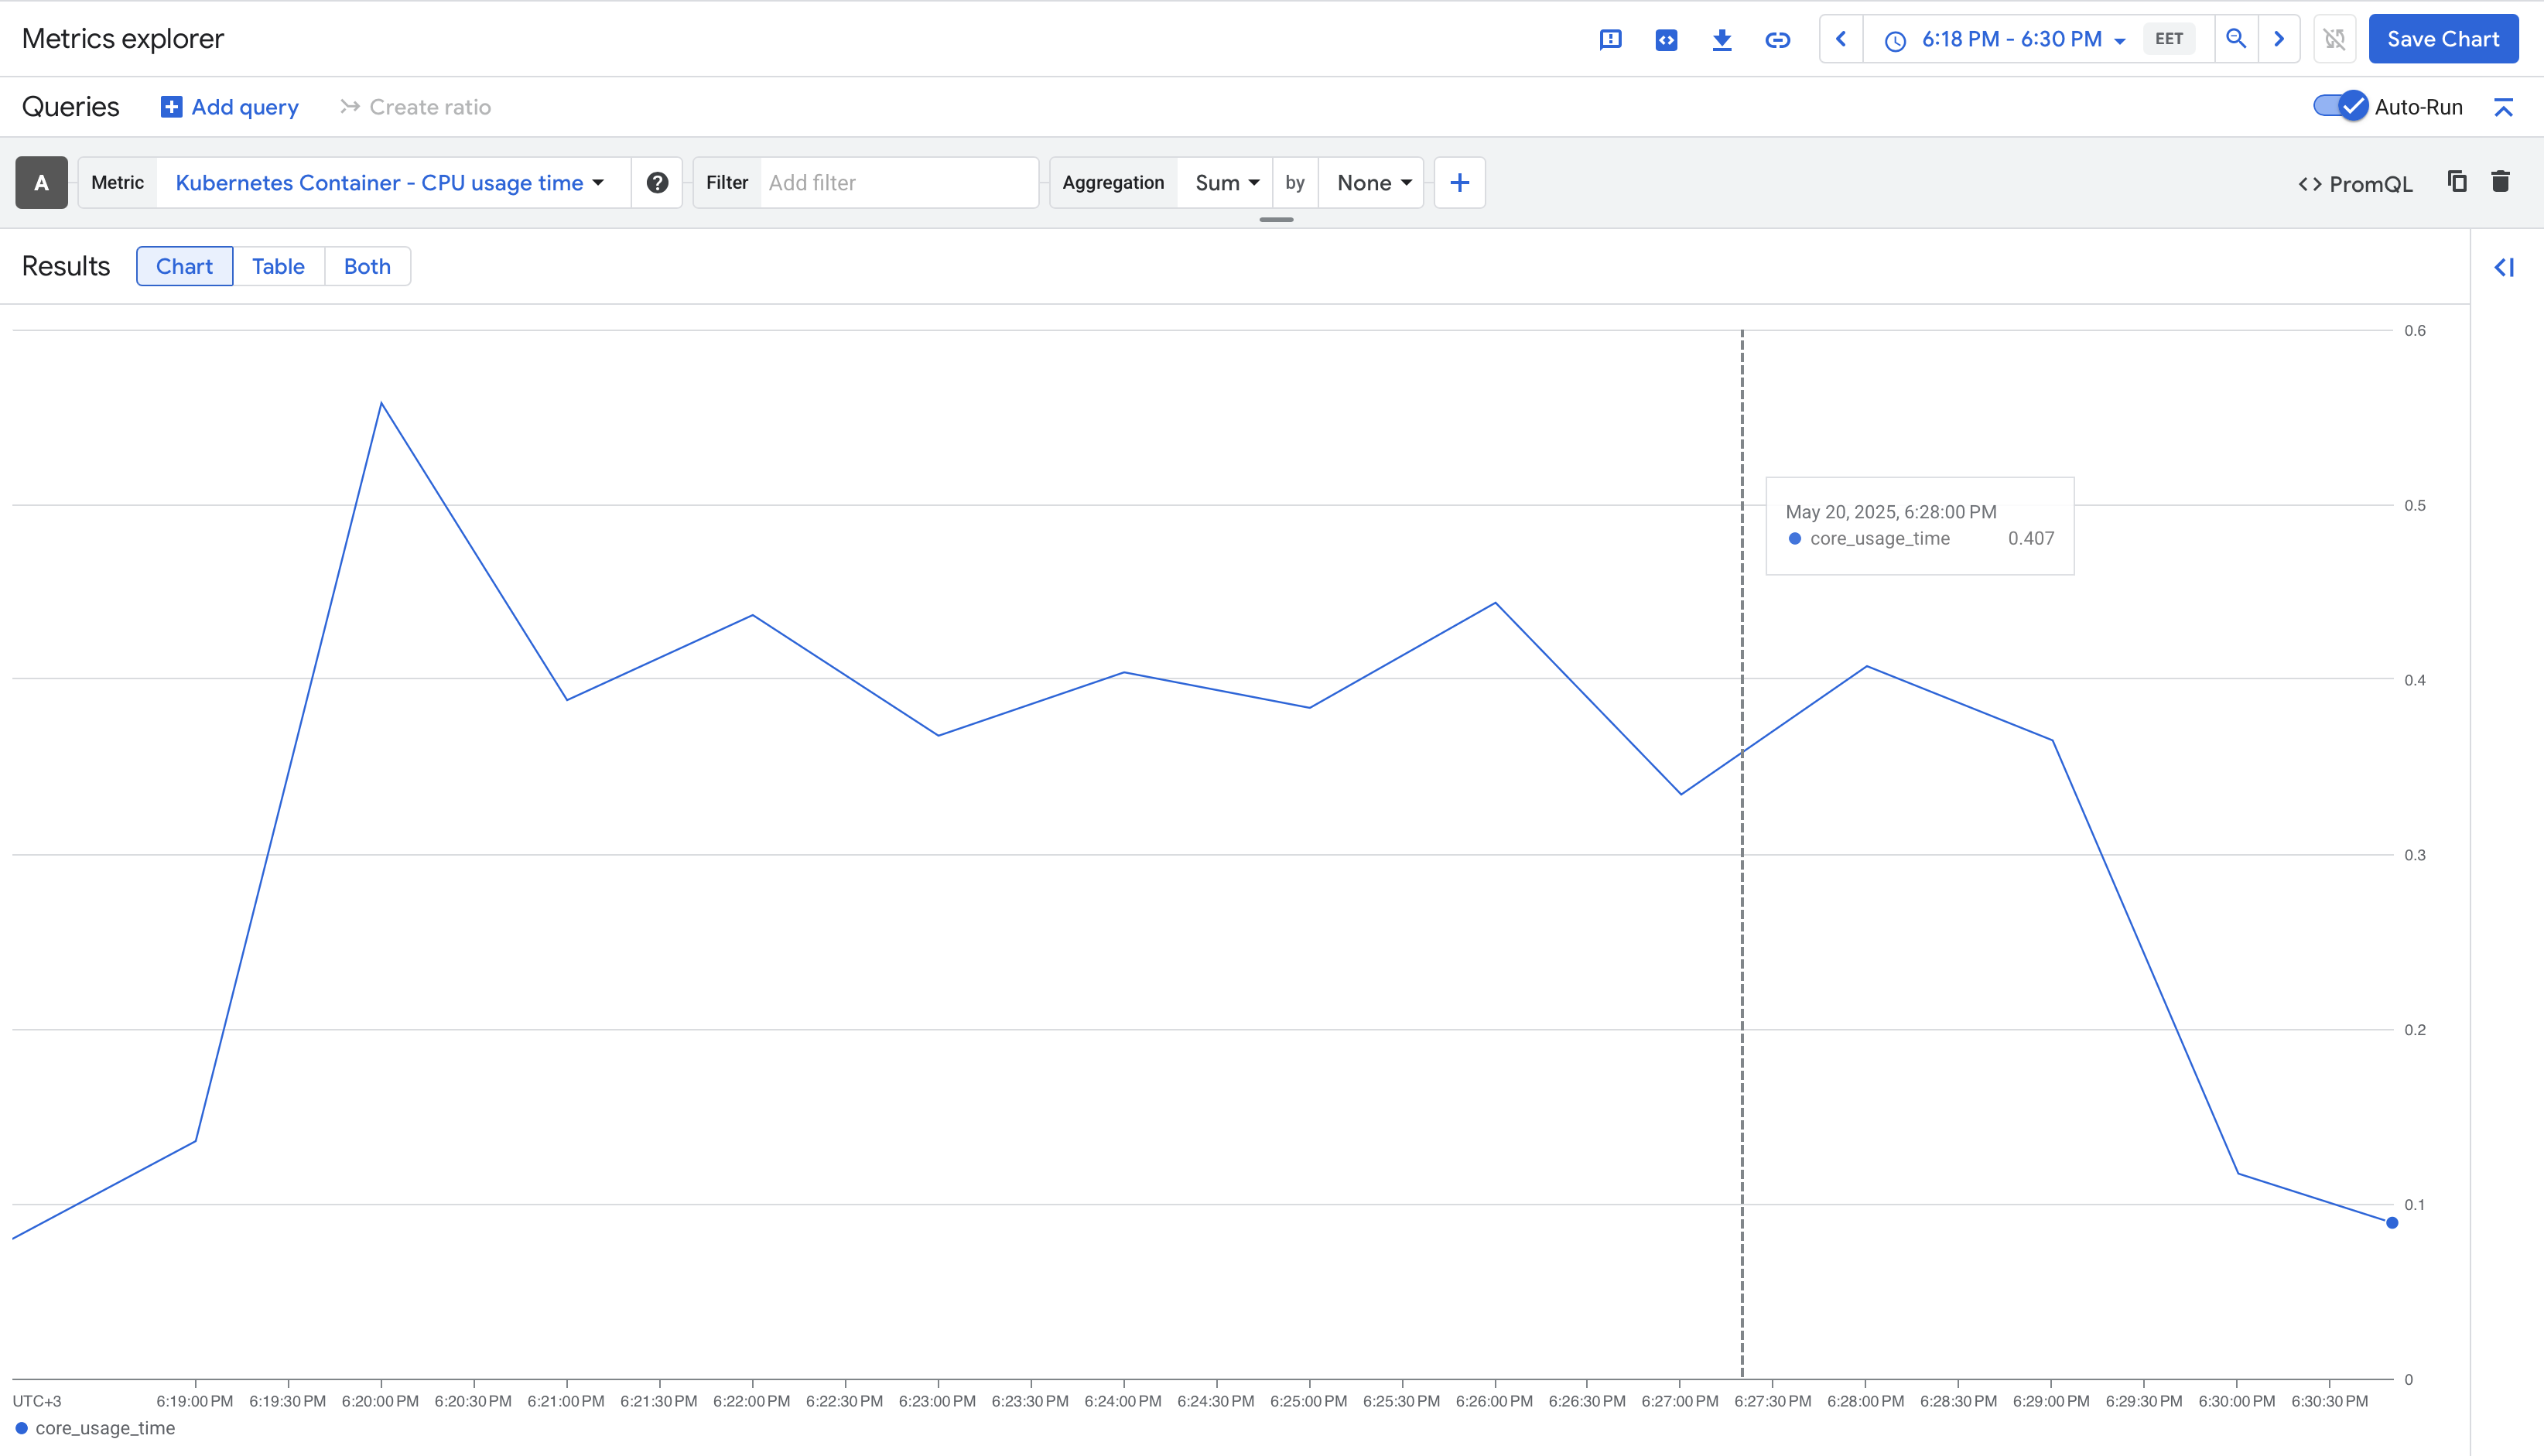 Metrics explorer
6:18 PM - 6:30 PM EET Save Chart
Queries Add query Create ratio Auto-Run
A Metric Kubernetes Container - CPU usage time Filter Add filter Aggregation Sum by None PromQL
Results Chart Table Both
0.6
0.5
May 20, 2025, 6:28:00 PM
core_usage_time 0.407
0.4
0.3
0.2
0.1
0
UTC+3 6:19:00 PM 6:19:30 PM 6:20:00 PM 6:20:30 PM 6:21:00 PM 6:21:30 PM 6:22:00 PM 6:22:30 PM 6:23:00 PM 6:23:30 PM 6:24:00 PM 6:24:30 PM 6:25:00 PM 6:25:30 PM 6:26:00 PM 6:26:30 PM 6:27:00 PM 6:27:30 PM 6:28:00 PM 6:28:30 PM 6:29:00 PM 6:29:30 PM 6:30:00 PM 6:30:30 PM
core_usage_time